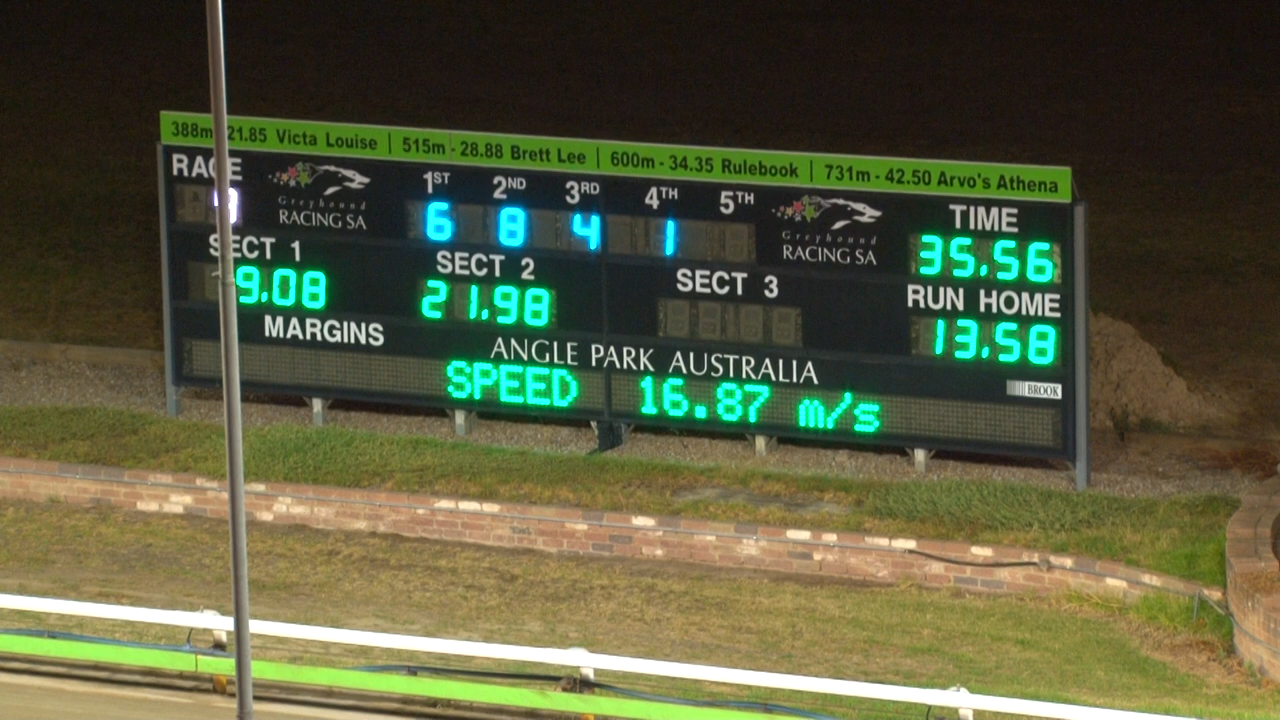 388m 21.85 Victa Louise | 515m - 28.88 Brett Lee | 600m - 34.35 Rulebook | 731m - 42.50 Arvo's Athena
RACE
Greyhound
RACING SA
1ST 2ND 3RD 4TH 5TH
6 8 4 1
Greyhound
RACING SA
TIME
35.56
SECT 1
9.08
SECT 2
21.98
SECT 3
RUN HOME
13.58
MARGINS
ANGLE PARK AUSTRALIA
BROOK
SPEED 16.87 m/s